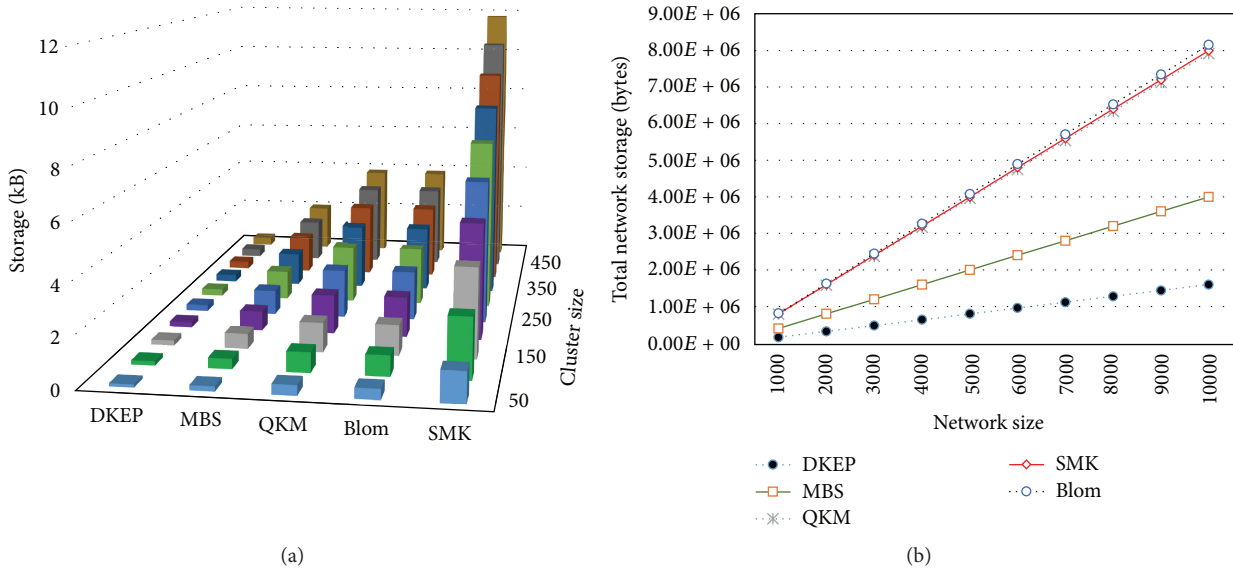 12
10
8
6
4
2
0
Storage (kB)
DKEP
MBS
QKM
Blom
SMK
50
150
250
350
450
Cluster size
(a)
9.00E + 06
8.00E + 06
7.00E + 06
6.00E + 06
5.00E + 06
4.00E + 06
3.00E + 06
2.00E + 06
1.00E + 06
0.00E + 00
Total network storage (bytes)
1000
2000
3000
4000
5000
6000
7000
8000
9000
10000
Network size
DKEP
MBS
QKM
SMK
Blom
(b)